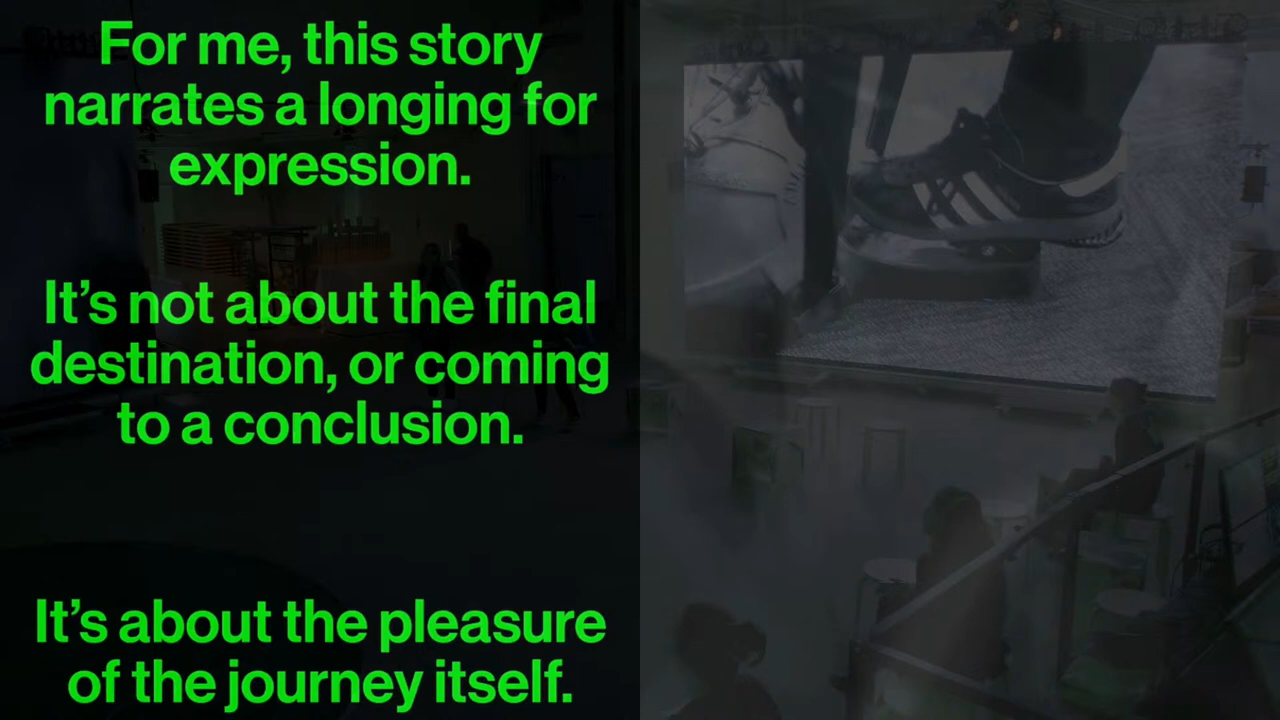 For me, this story
narrates a longing for
expression.
It's not about the final
destination, or coming
to a conclusion.
It's about the pleasure
of the journey itself.